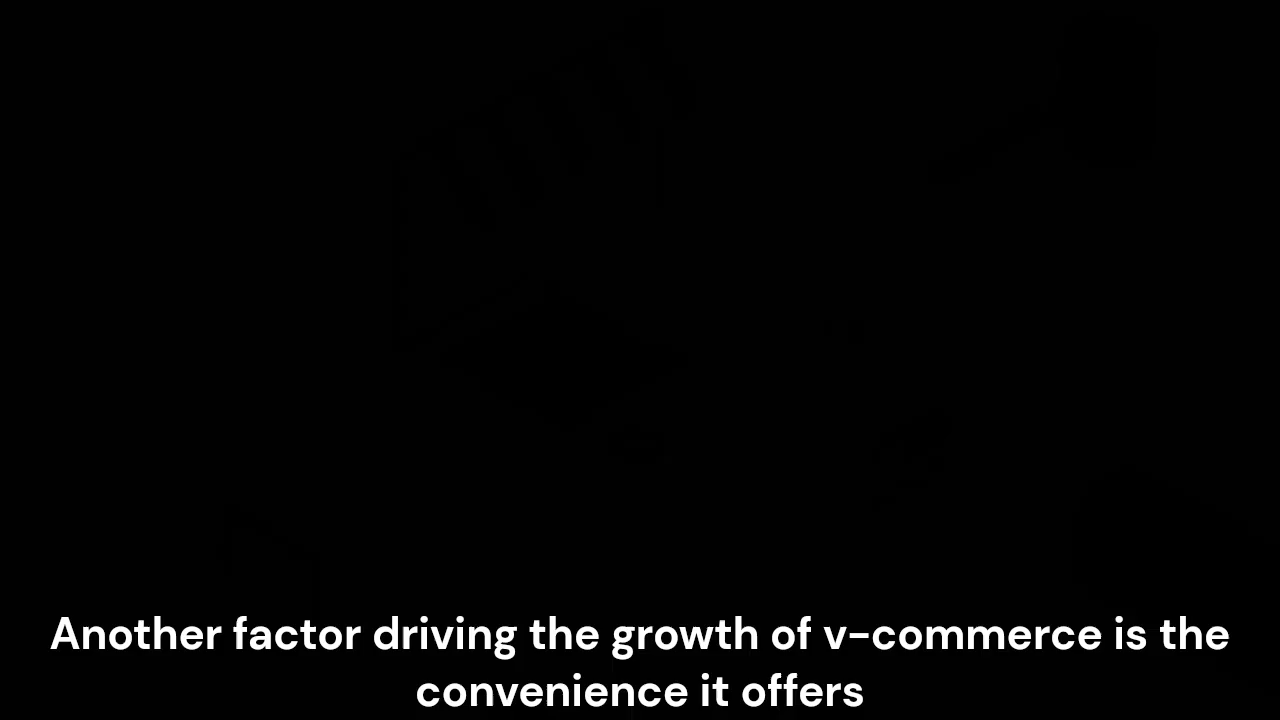 Another factor driving the growth of v-commerce is the
convenience it offers